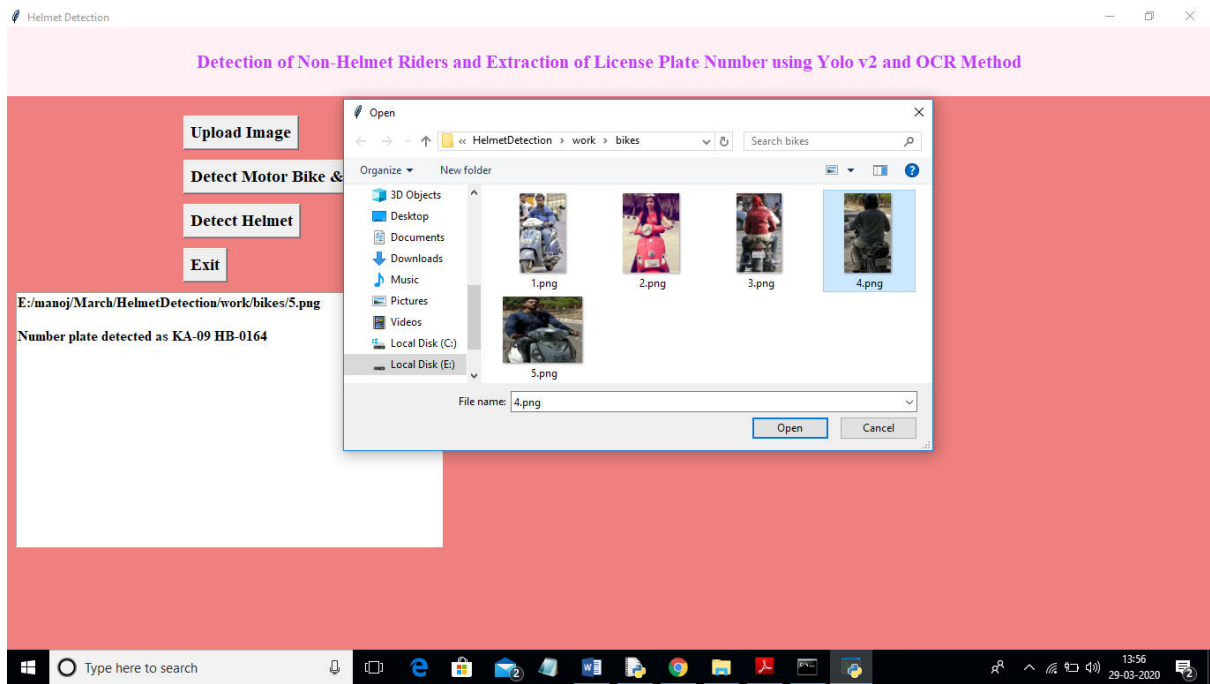 Helmet Detection
Detection of Non-Helmet Riders and Extraction of License Plate Number using Yolo v2 and OCR Method
Upload Image
Detect Motor Bike &
Detect Helmet
Exit
E:/manoj/March/HelmetDetection/work/bikes/5.png
Number plate detected as KA-09 HB-0164
Open
« HelmetDetection > work > bikes
Search bikes
Organize
New folder
3D Objects
Desktop
Documents
Downloads
Music
Pictures
Videos
Local Disk (C:)
Local Disk (E:)
1.png
2.png
3.png
4.png
5.png
File name: 4.png
Open
Cancel
Type here to search
2
13:56
29-03-2020
2